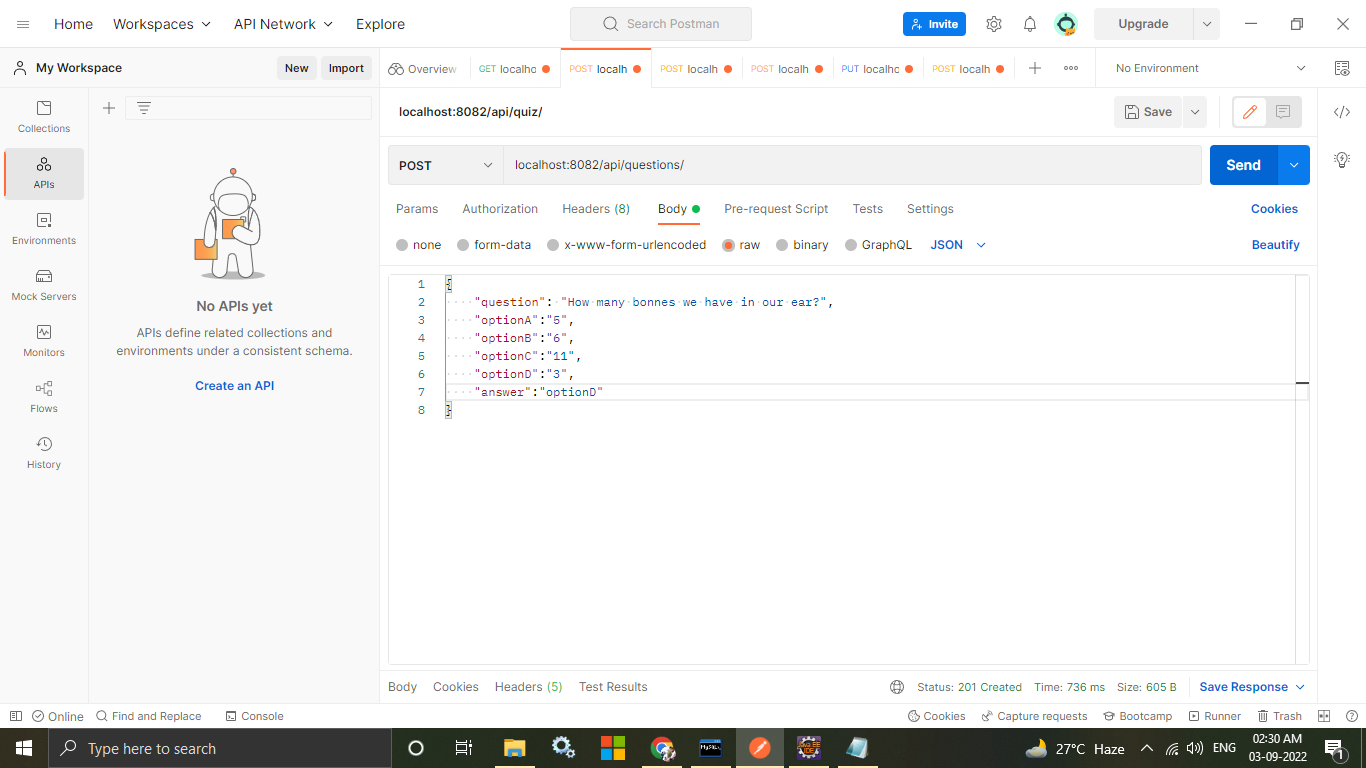 Home Workspaces API Network Explore Search Postman Invite Upgrade
My Workspace New Import Overview GET localho POST localh POST localh POST localh PUT localhc POST localh No Environment
Collections
APIs
Environments
Mock Servers
Monitors
Flows
History
No APIs yet
APIs define related collections and
environments under a consistent schema.
Create an API
localhost:8082/api/quiz/ Save
POST localhost:8082/api/questions/ Send
Params Authorization Headers (8) Body Pre-request Script Tests Settings Cookies
none form-data x-www-form-urlencoded raw binary GraphQL JSON Beautify
1 {
2 "question": "How many bonnes we have in our ear?",
3 "optionA":"5",
4 "optionB":"6",
5 "optionC":"11",
6 "optionD":"3",
7 "answer":"optionD"
8 }
Body Cookies Headers (5) Test Results Status: 201 Created Time: 736 ms Size: 605 B Save Response
Online Find and Replace Console Cookies Capture requests Bootcamp Runner Trash
Type here to search 27°C Haze ENG 02:30 AM
03-09-2022 1